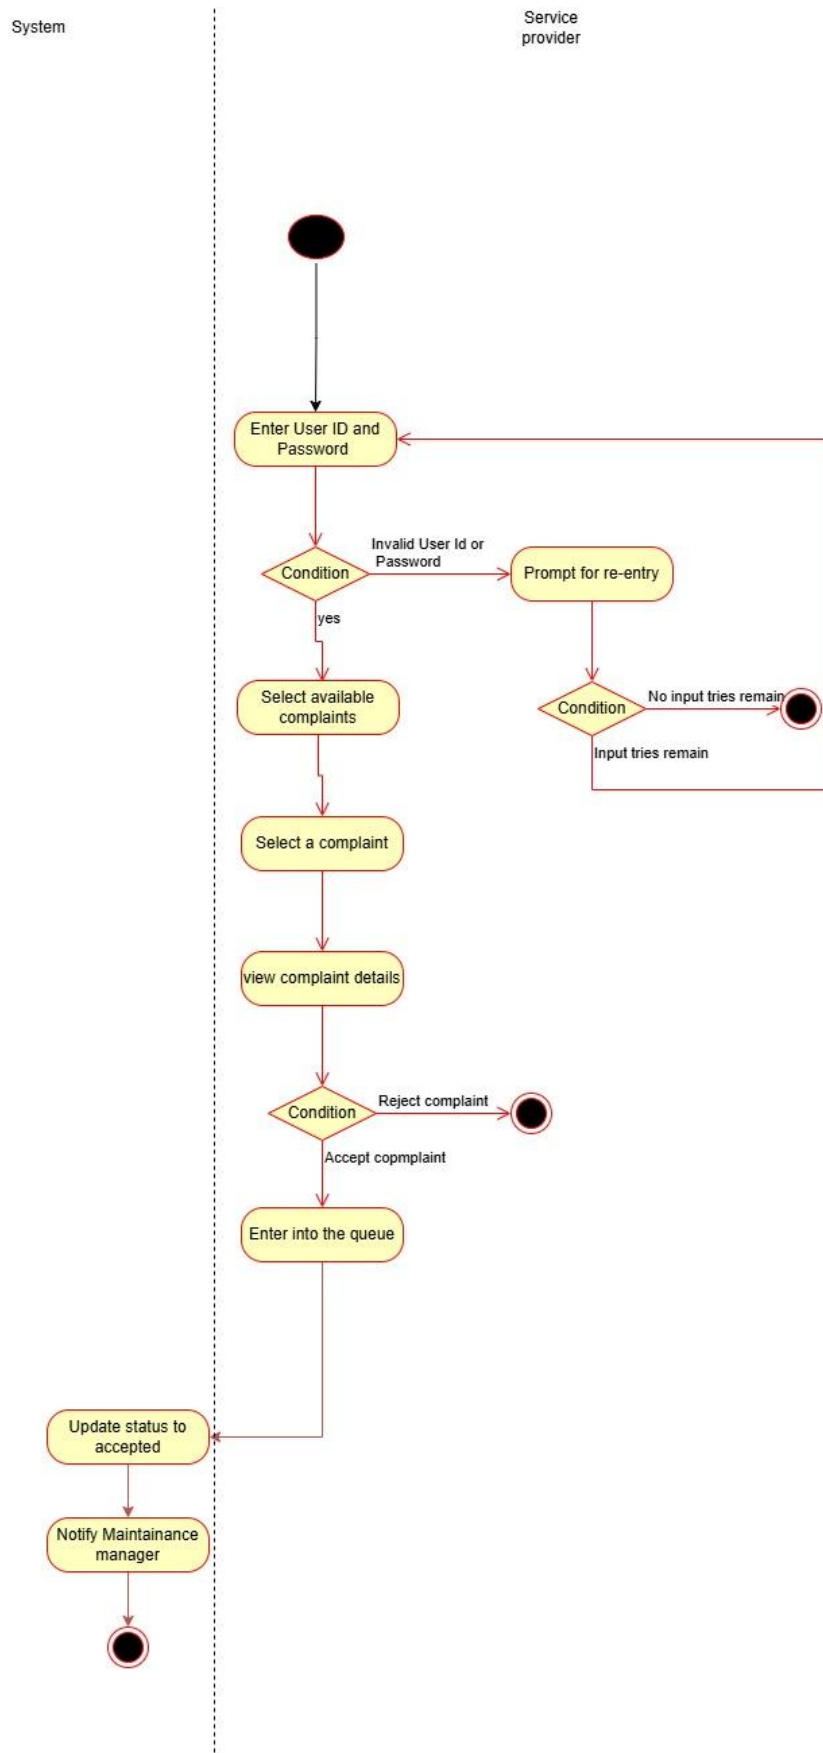 System
Service
provider
Enter User ID and
Password
Condition
Invalid User Id or
Password
Prompt for re-entry
yes
Select available
complaints
Condition
No input tries remain
Input tries remain
Select a complaint
view complaint details
Condition
Reject complaint
Accept copmplaint
Enter into the queue
Update status to
accepted
Notify Maintainance
manager